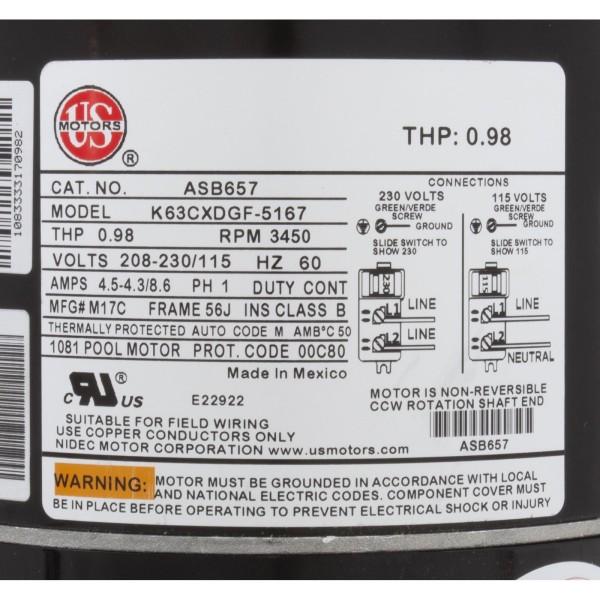 US
MOTORS
®
THP: 0.98
CAT. NO. ASB657
MODEL K63CXDGF-5167
THP 0.98 RPM 3450
VOLTS 208-230/115 HZ 60
AMPS 4.5-4.3/8.6 PH 1 DUTY CONT
MFG# M17C FRAME 56J INS CLASS B
THERMALLY PROTECTED AUTO CODE M AMB°C 50
1081 POOL MOTOR PROT. CODE 00C80
Made In Mexico
C RU US ® E22922
SUITABLE FOR FIELD WIRING
USE COPPER CONDUCTORS ONLY
NIDEC MOTOR CORPORATION www.usmotors.com
CONNECTIONS
230 VOLTS
GREEN/VERDE
SCREW
GROUND
SLIDE SWITCH TO
SHOW 230
230
L1 LINE
L2 LINE
115 VOLTS
GREEN/VERDE
SCREW
GROUND
SLIDE SWITCH TO
SHOW 115
115
L1 LINE
L2
NEUTRAL
MOTOR IS NON-REVERSIBLE
CCW ROTATION SHAFT END
ASB657
WARNING: MOTOR MUST BE GROUNDED IN ACCORDANCE WITH LOCAL
AND NATIONAL ELECTRIC CODES. COMPONENT COVER MUST
BE IN PLACE BEFORE OPERATING TO PREVENT ELECTRICAL SHOCK OR INJURY
1083333170982